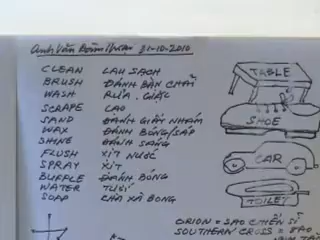 Anh Văn 31-10-2010
CLEAN LAU SẠCH
BRUSH ĐÁNH BÀN CHẢI
WASH RỬA, GIẶC
SCRAPE CẠO
SAND ĐÁNH GIẤY NHÁM
WAX ĐÁNH BÓNG/SÁP
SHINE ĐÁNH SÁNG
FLUSH XỊT NƯỚC
SPRAY XỊT
BUFFLE ĐÁNH BÓNG
WATER TƯỚI
SOAP CHÀ XÀ BÔNG
TABLE
SHOE
CAR
TOILET
ORION = SAO CHIẾN SĨ
SOUTHERN CROSS = SAO